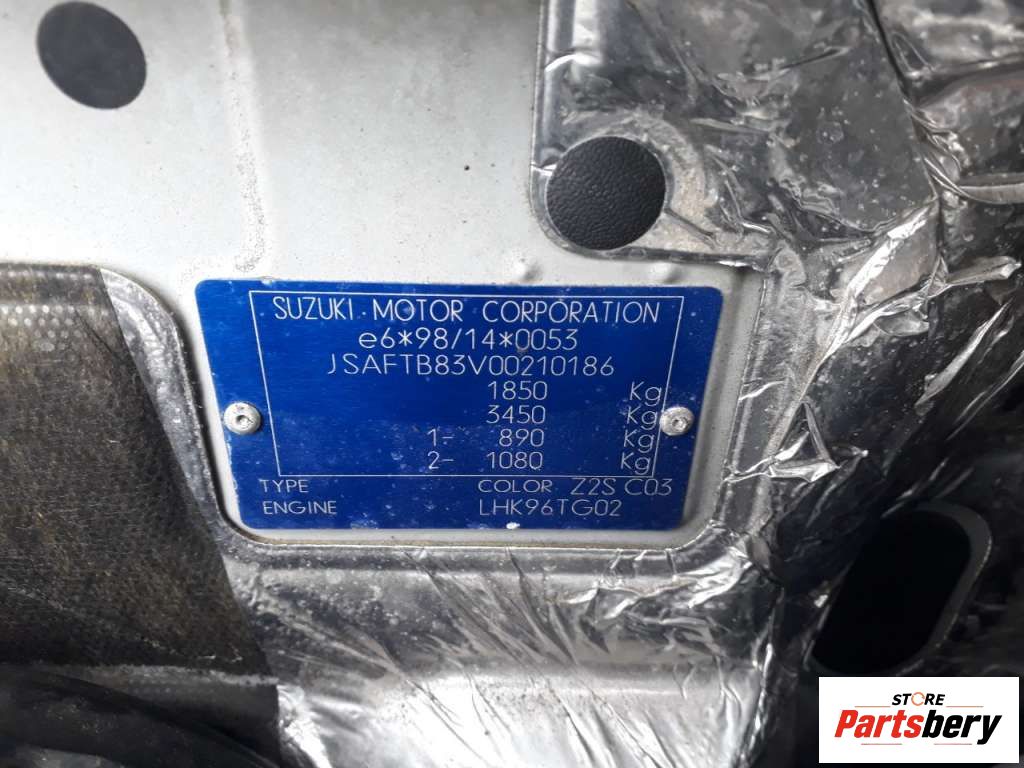 SUZUKI MOTOR CORPORATION
e6*98/14*0053
JSAFTB83V00210186
1850 Kg
3450 Kg
1- 890 Kg
2- 1080 Kg
TYPE COLOR Z2S C03
ENGINE LHK96TG02
STORE
Partsbery